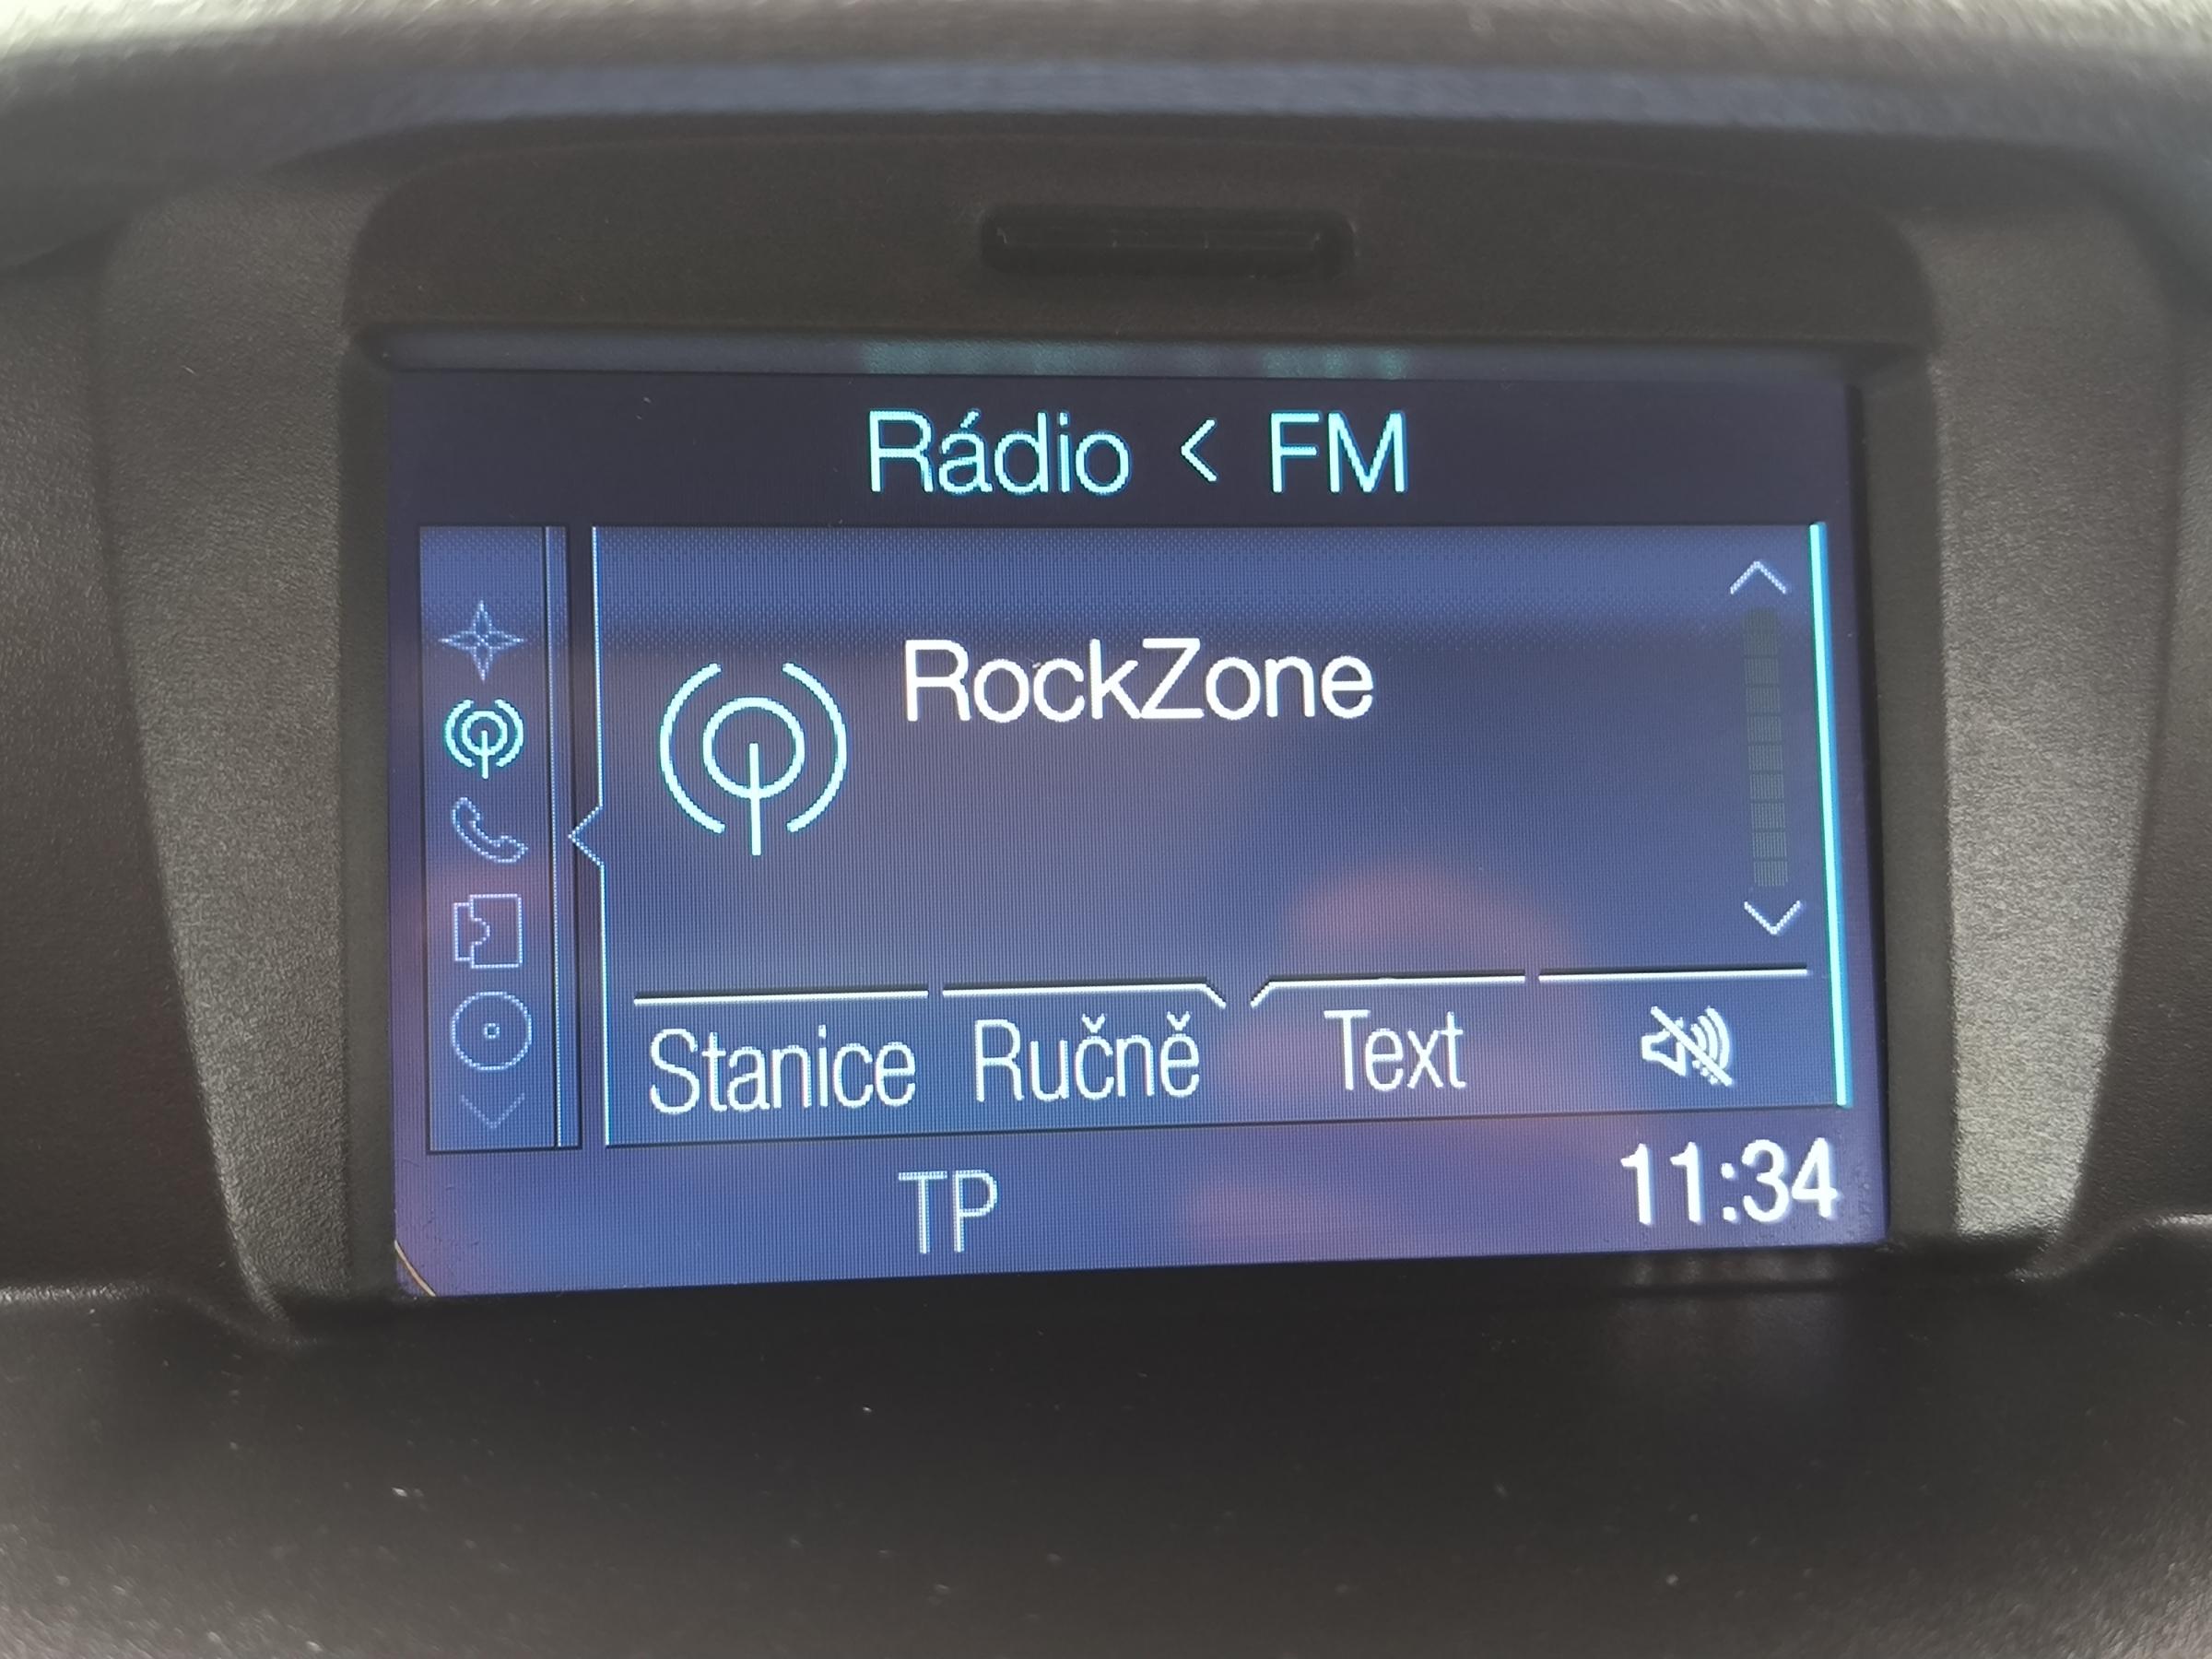 Rádio < FM
RockZone
Stanice Ručně Text
TP 11:34